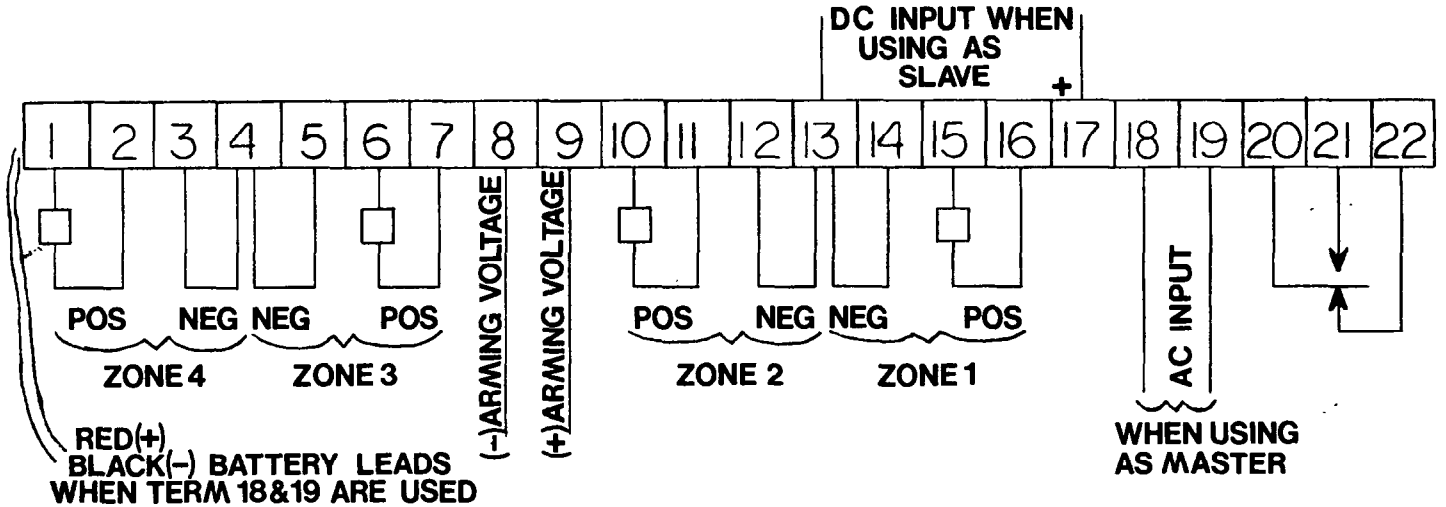 DC INPUT WHEN
USING AS
SLAVE
+
1 2 3 4 5 6 7 8 9 10 11 12 13 14 15 16 17 18 19 20 21 22
POS NEG NEG POS POS NEG NEG POS
ZONE 4 ZONE 3 ZONE 2 ZONE 1
(-)ARMING VOLTAGE
(+)ARMING VOLTAGE
AC INPUT
WHEN USING
AS MASTER
RED(+)
BLACK(-) BATTERY LEADS
WHEN TERM 18&19 ARE USED